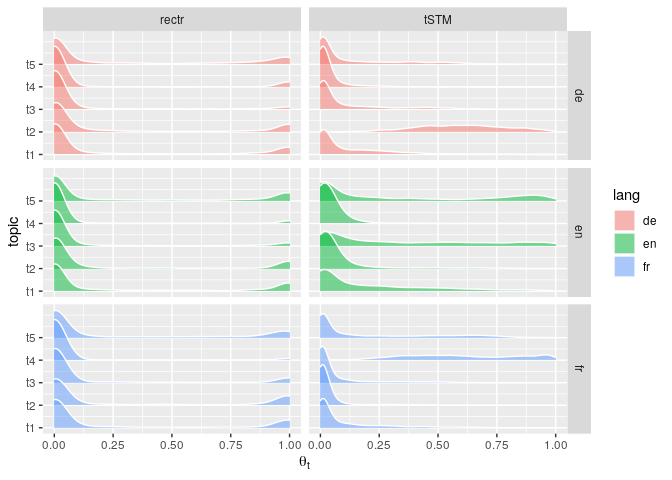 rectr
tSTM
t5
t4
t3
t2
t1
de
t5
t4
t3
t2
t1
en
t5
t4
t3
t2
t1
fr
topic
0.00
0.25
0.50
0.75
1.00
0.00
0.25
0.50
0.75
1.00
θt
lang
de
en
fr